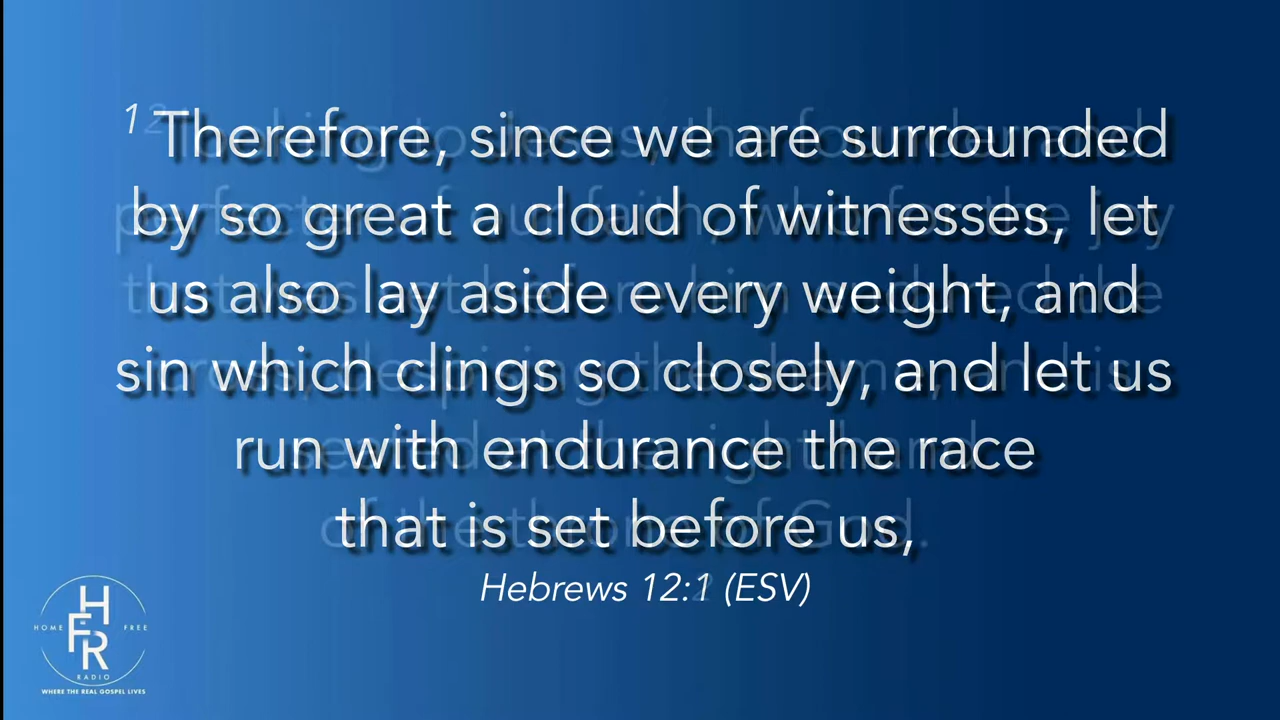 1 Therefore, since we are surrounded
by so great a cloud of witnesses, let
us also lay aside every weight, and
sin which clings so closely, and let us
run with endurance the race
that is set before us,
Hebrews 12:1 (ESV)
HFR
HOME FREE
RADIO
WHERE THE REAL GOSPEL LIVES